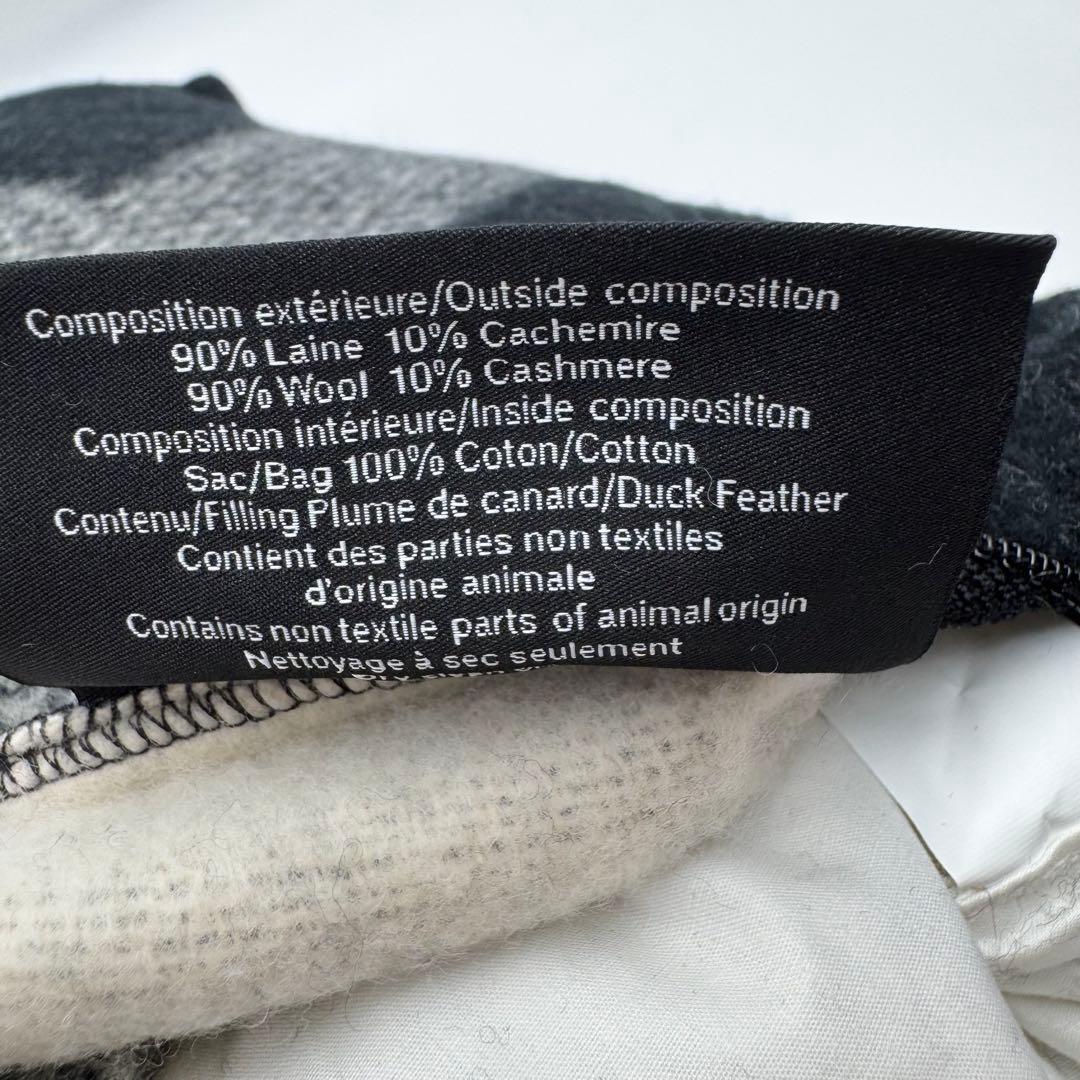 Composition extérieure/Outside composition
90% Laine 10% Cachemire
90% Wool 10% Cashmere
Composition intérieure/Inside composition
Sac/Bag 100% Coton/Cotton
Contenu/Filling Plume de canard/Duck Feather
Contient des parties non textiles
d'origine animale
Contains non textile parts of animal origin
Nettoyage à sec seulement